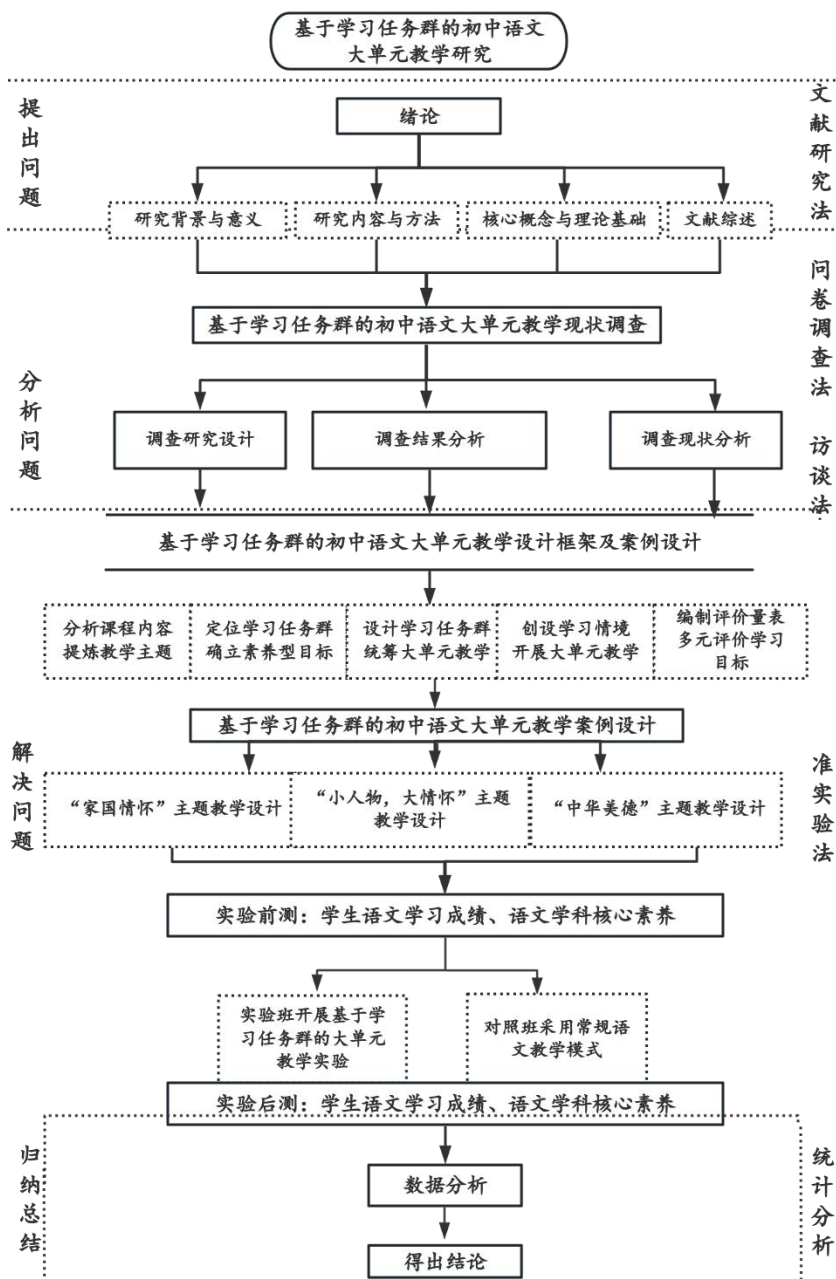 基于学习任务群的初中语文
大单元教学研究
提出问题
文献研究法
绪论
研究背景与意义
研究内容与方法
核心概念与理论基础
文献综述
问卷调查法
基于学习任务群的初中语文大单元教学现状调查
分析问题
访谈法
调查研究设计
调查结果分析
调查现状分析
基于学习任务群的初中语文大单元教学设计框架及案例设计
分析课程内容
提炼教学主题
定位学习任务群
确立素养型目标
设计学习任务群
统筹大单元教学
创设学习情境
开展大单元教学
编制评价量表
多元评价学习
目标
基于学习任务群的初中语文大单元教学案例设计
解决问题
准实验法
“家国情怀”主题教学设计
“小人物，大情怀”主题
教学设计
“中华美德”主题教学设计
实验前测：学生语文学习成绩、语文学科核心素养
实验班开展基于学
习任务群的大单元
教学实验
对照班采用常规语
文教学模式
实验后测：学生语文学习成绩、语文学科核心素养
归纳总结
统计分析
数据分析
得出结论